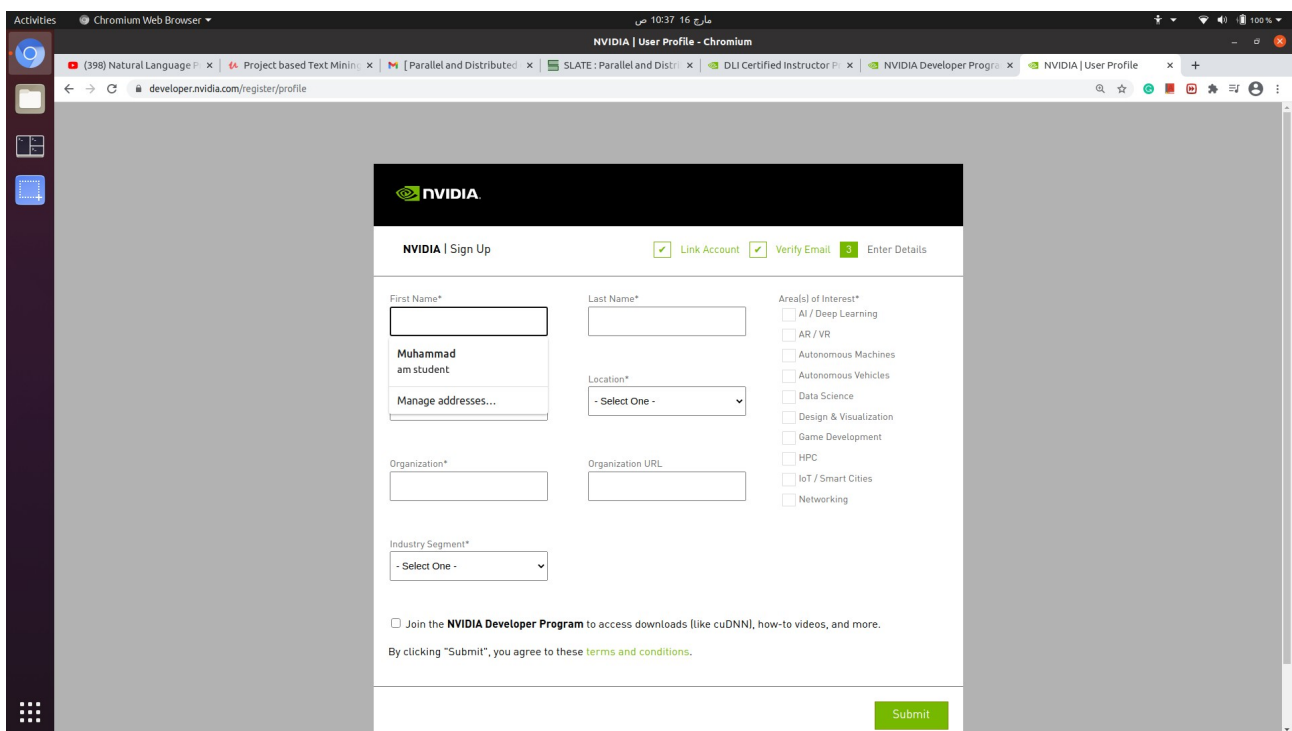 Activities
Chromium Web Browser
مارچ 16 10:37 ص
100 %
NVIDIA | User Profile - Chromium
(398) Natural Language P
Project based Text Mining
[ Parallel and Distributed
SLATE : Parallel and Distri
DLI Certified Instructor P
NVIDIA Developer Progra
NVIDIA | User Profile
developer.nvidia.com/register/profile
NVIDIA.
NVIDIA | Sign Up
Link Account
Verify Email
3 Enter Details
First Name*
Last Name*
Area(s) of Interest*
AI / Deep Learning
AR / VR
Muhammad
am student
Autonomous Machines
Location*
Autonomous Vehicles
Manage addresses...
- Select One -
Data Science
Design & Visualization
Game Development
Organization*
Organization URL
HPC
IoT / Smart Cities
Networking
Industry Segment*
- Select One -
Join the NVIDIA Developer Program to access downloads (like cuDNN), how-to videos, and more.
By clicking "Submit", you agree to these terms and conditions.
Submit